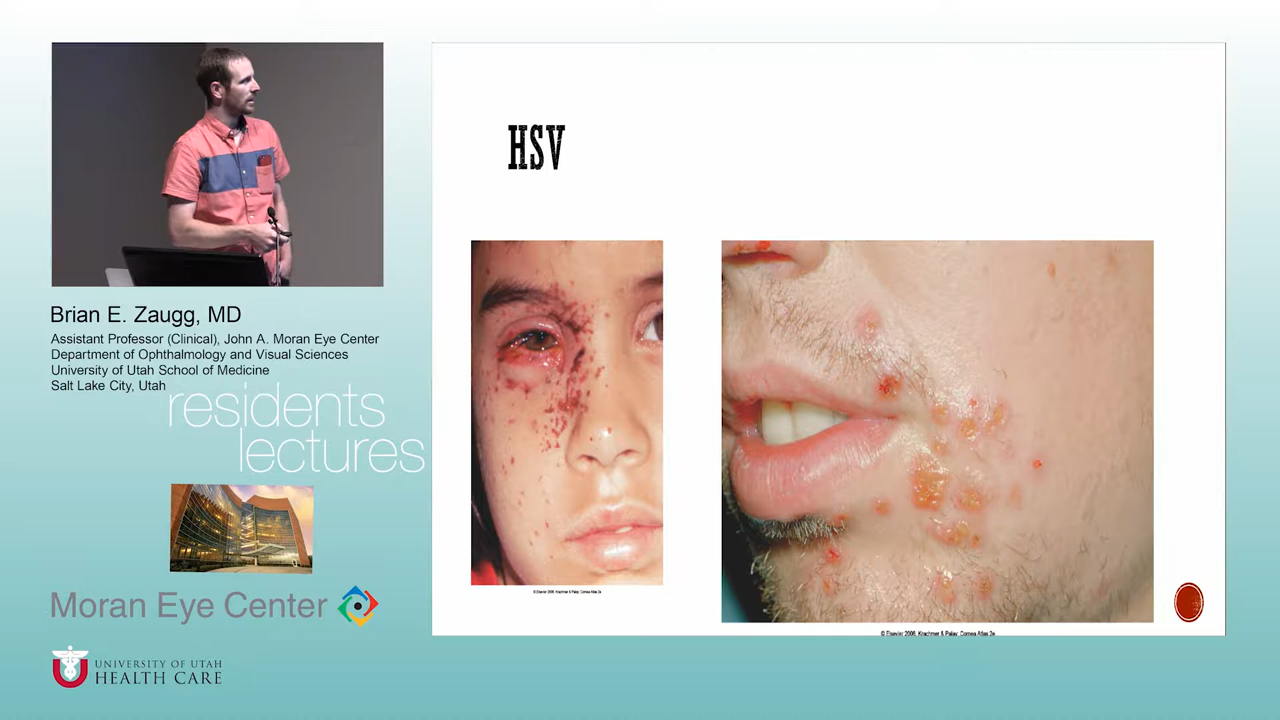 HSV
Brian E. Zaugg, MD
Assistant Professor (Clinical), John A. Moran Eye Center
Department of Ophthalmology and Visual Sciences
University of Utah School of Medicine
Salt Lake City, Utah
residents
lectures
Moran Eye Center
UNIVERSITY OF UTAH
HEALTH CARE
© Elsevier 2006. Krachmer & Palay: Cornea Atlas 2e
© Elsevier 2006. Krachmer & Palay: Cornea Atlas 2e